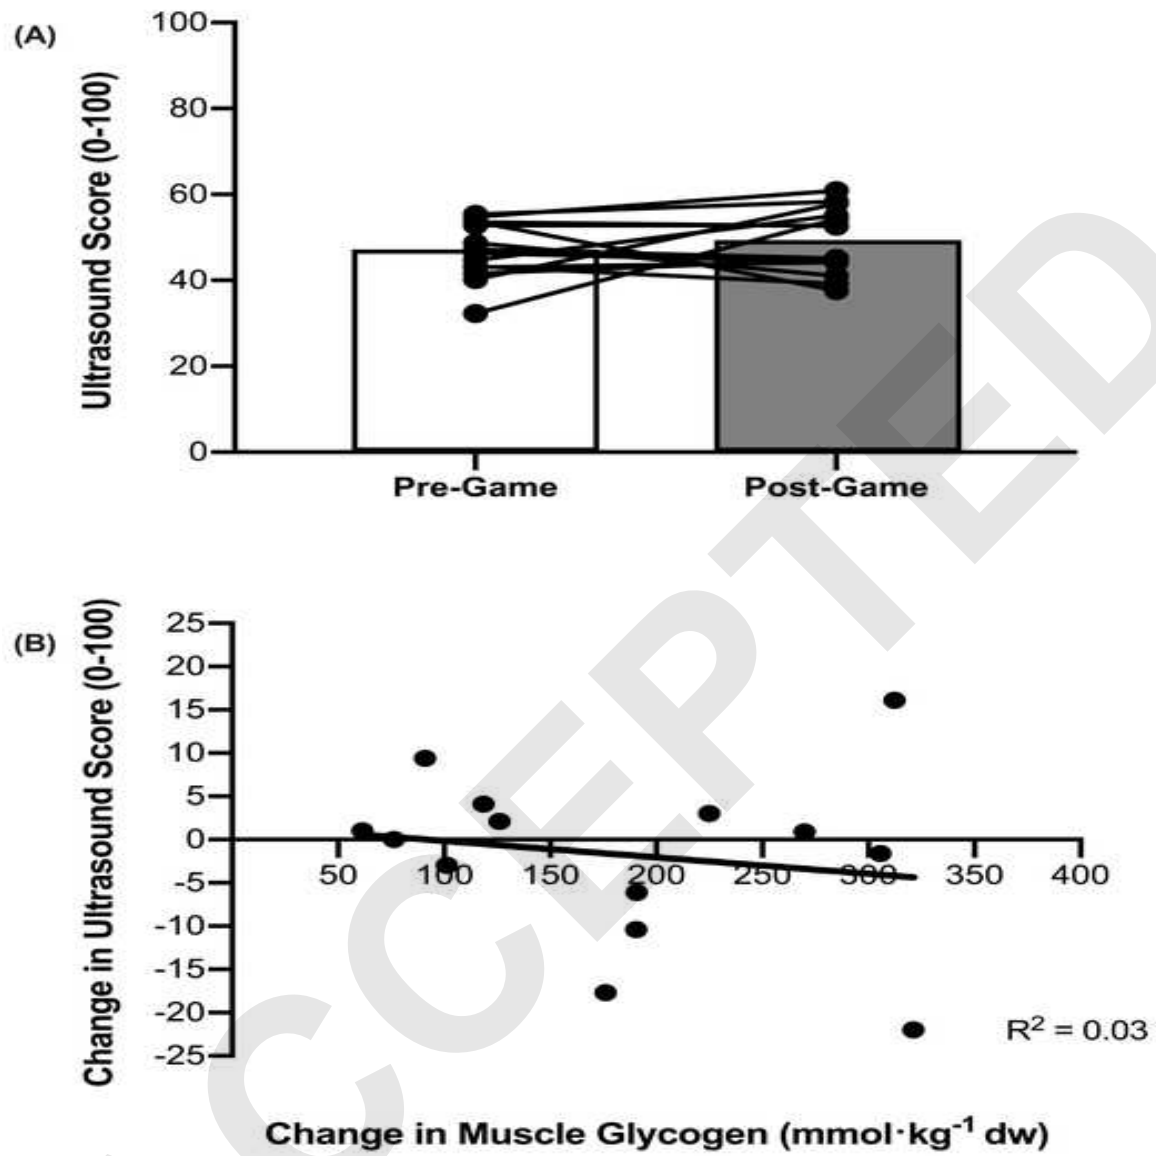 (A)
Ultrasound Score (0-100)
100
80
60
40
20
0
Pre-Game
Post-Game
(B)
Change in Ultrasound Score (0-100)
25
20
15
10
5
0
-5
-10
-15
-20
-25
50 100 150 200 250 300 350 400
R² = 0.03
Change in Muscle Glycogen (mmol·kg⁻¹ dw)
CCEPTED